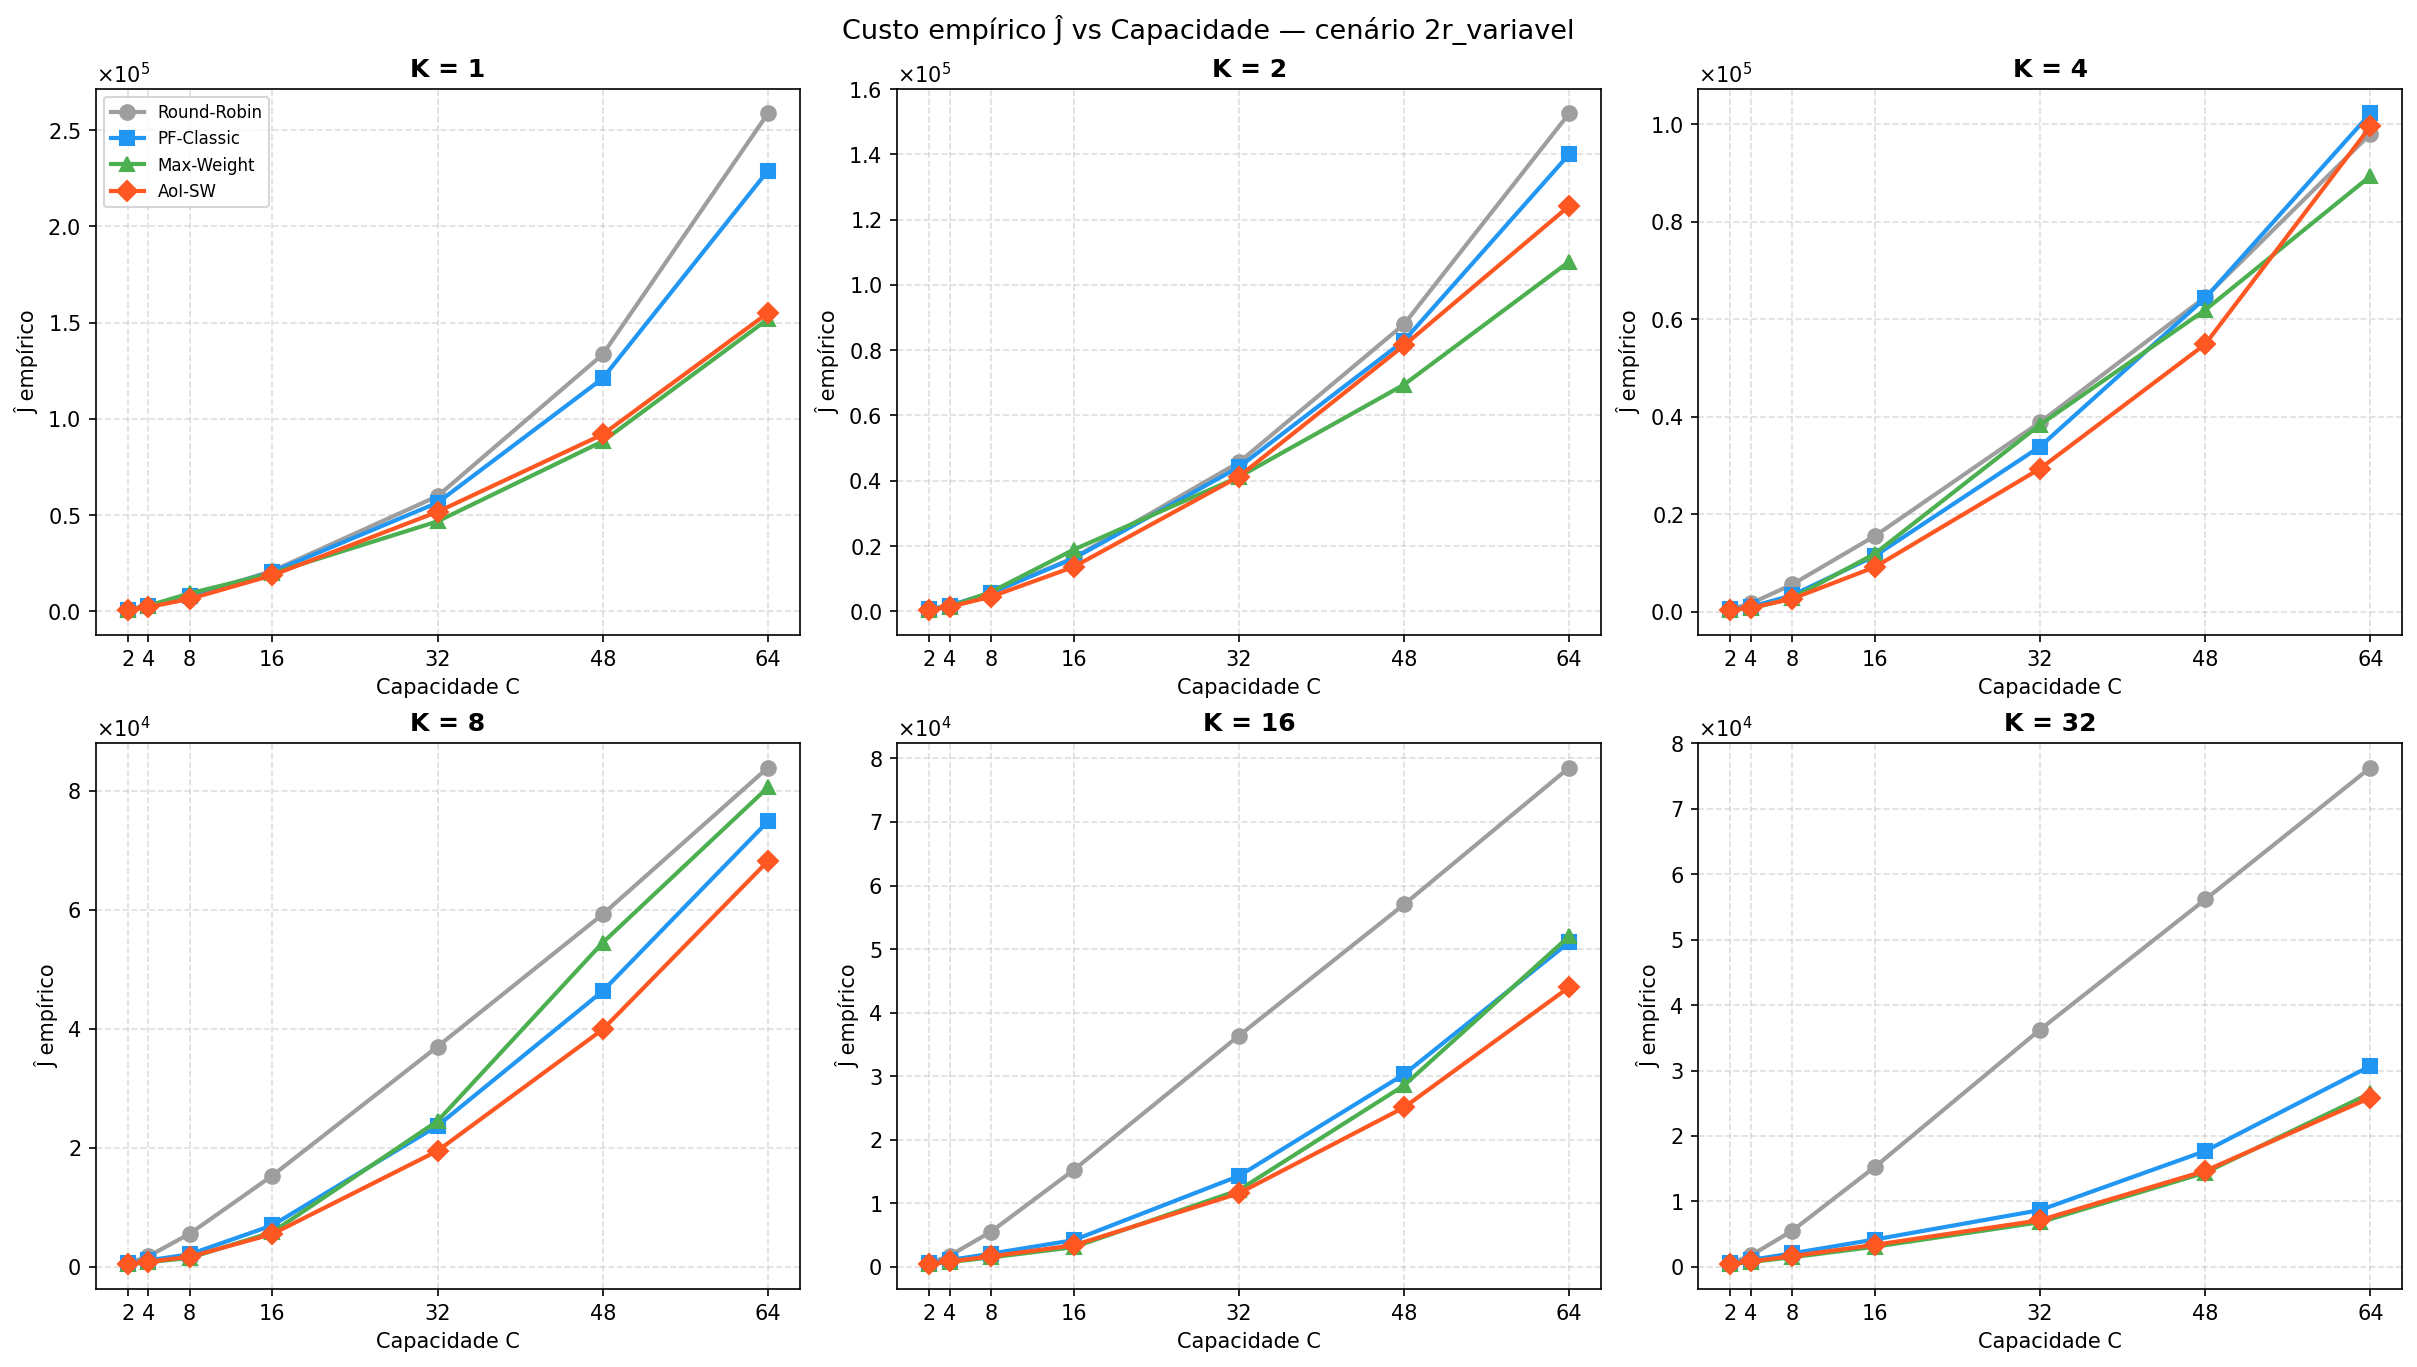 Custo empírico Ĵ vs Capacidade — cenário 2r_variavel
K = 1
×10⁵
Round-Robin
PF-Classic
Max-Weight
AoI-SW
2.5
2.0
1.5
1.0
0.5
0.0
Ĵ empírico
2 4 8 16 32 48 64
Capacidade C
K = 2
×10⁵
1.6
1.4
1.2
1.0
0.8
0.6
0.4
0.2
0.0
Ĵ empírico
2 4 8 16 32 48 64
Capacidade C
K = 4
×10⁵
1.0
0.8
0.6
0.4
0.2
0.0
Ĵ empírico
2 4 8 16 32 48 64
Capacidade C
K = 8
×10⁴
8
6
4
2
0
Ĵ empírico
2 4 8 16 32 48 64
Capacidade C
K = 16
×10⁴
8
7
6
5
4
3
2
1
0
Ĵ empírico
2 4 8 16 32 48 64
Capacidade C
K = 32
×10⁴
8
7
6
5
4
3
2
1
0
Ĵ empírico
2 4 8 16 32 48 64
Capacidade C